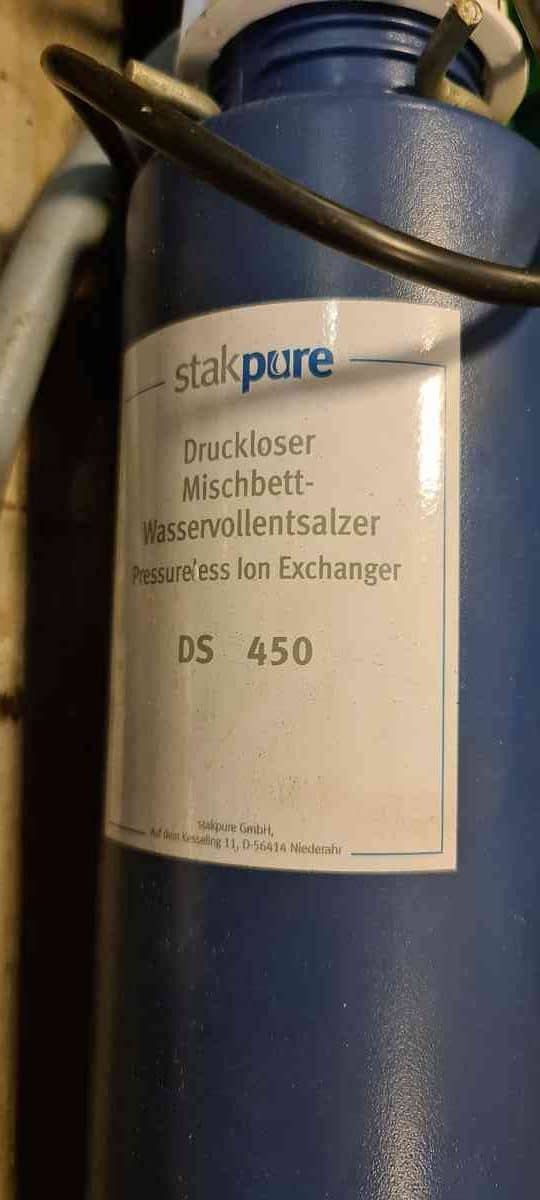 stakpure
Druckloser
Mischbett-
Wasservollentsalzer
Pressureless Ion Exchanger
DS 450
stakpure GmbH,
Auf dem Kesseling 11, D-56414 Niederahr